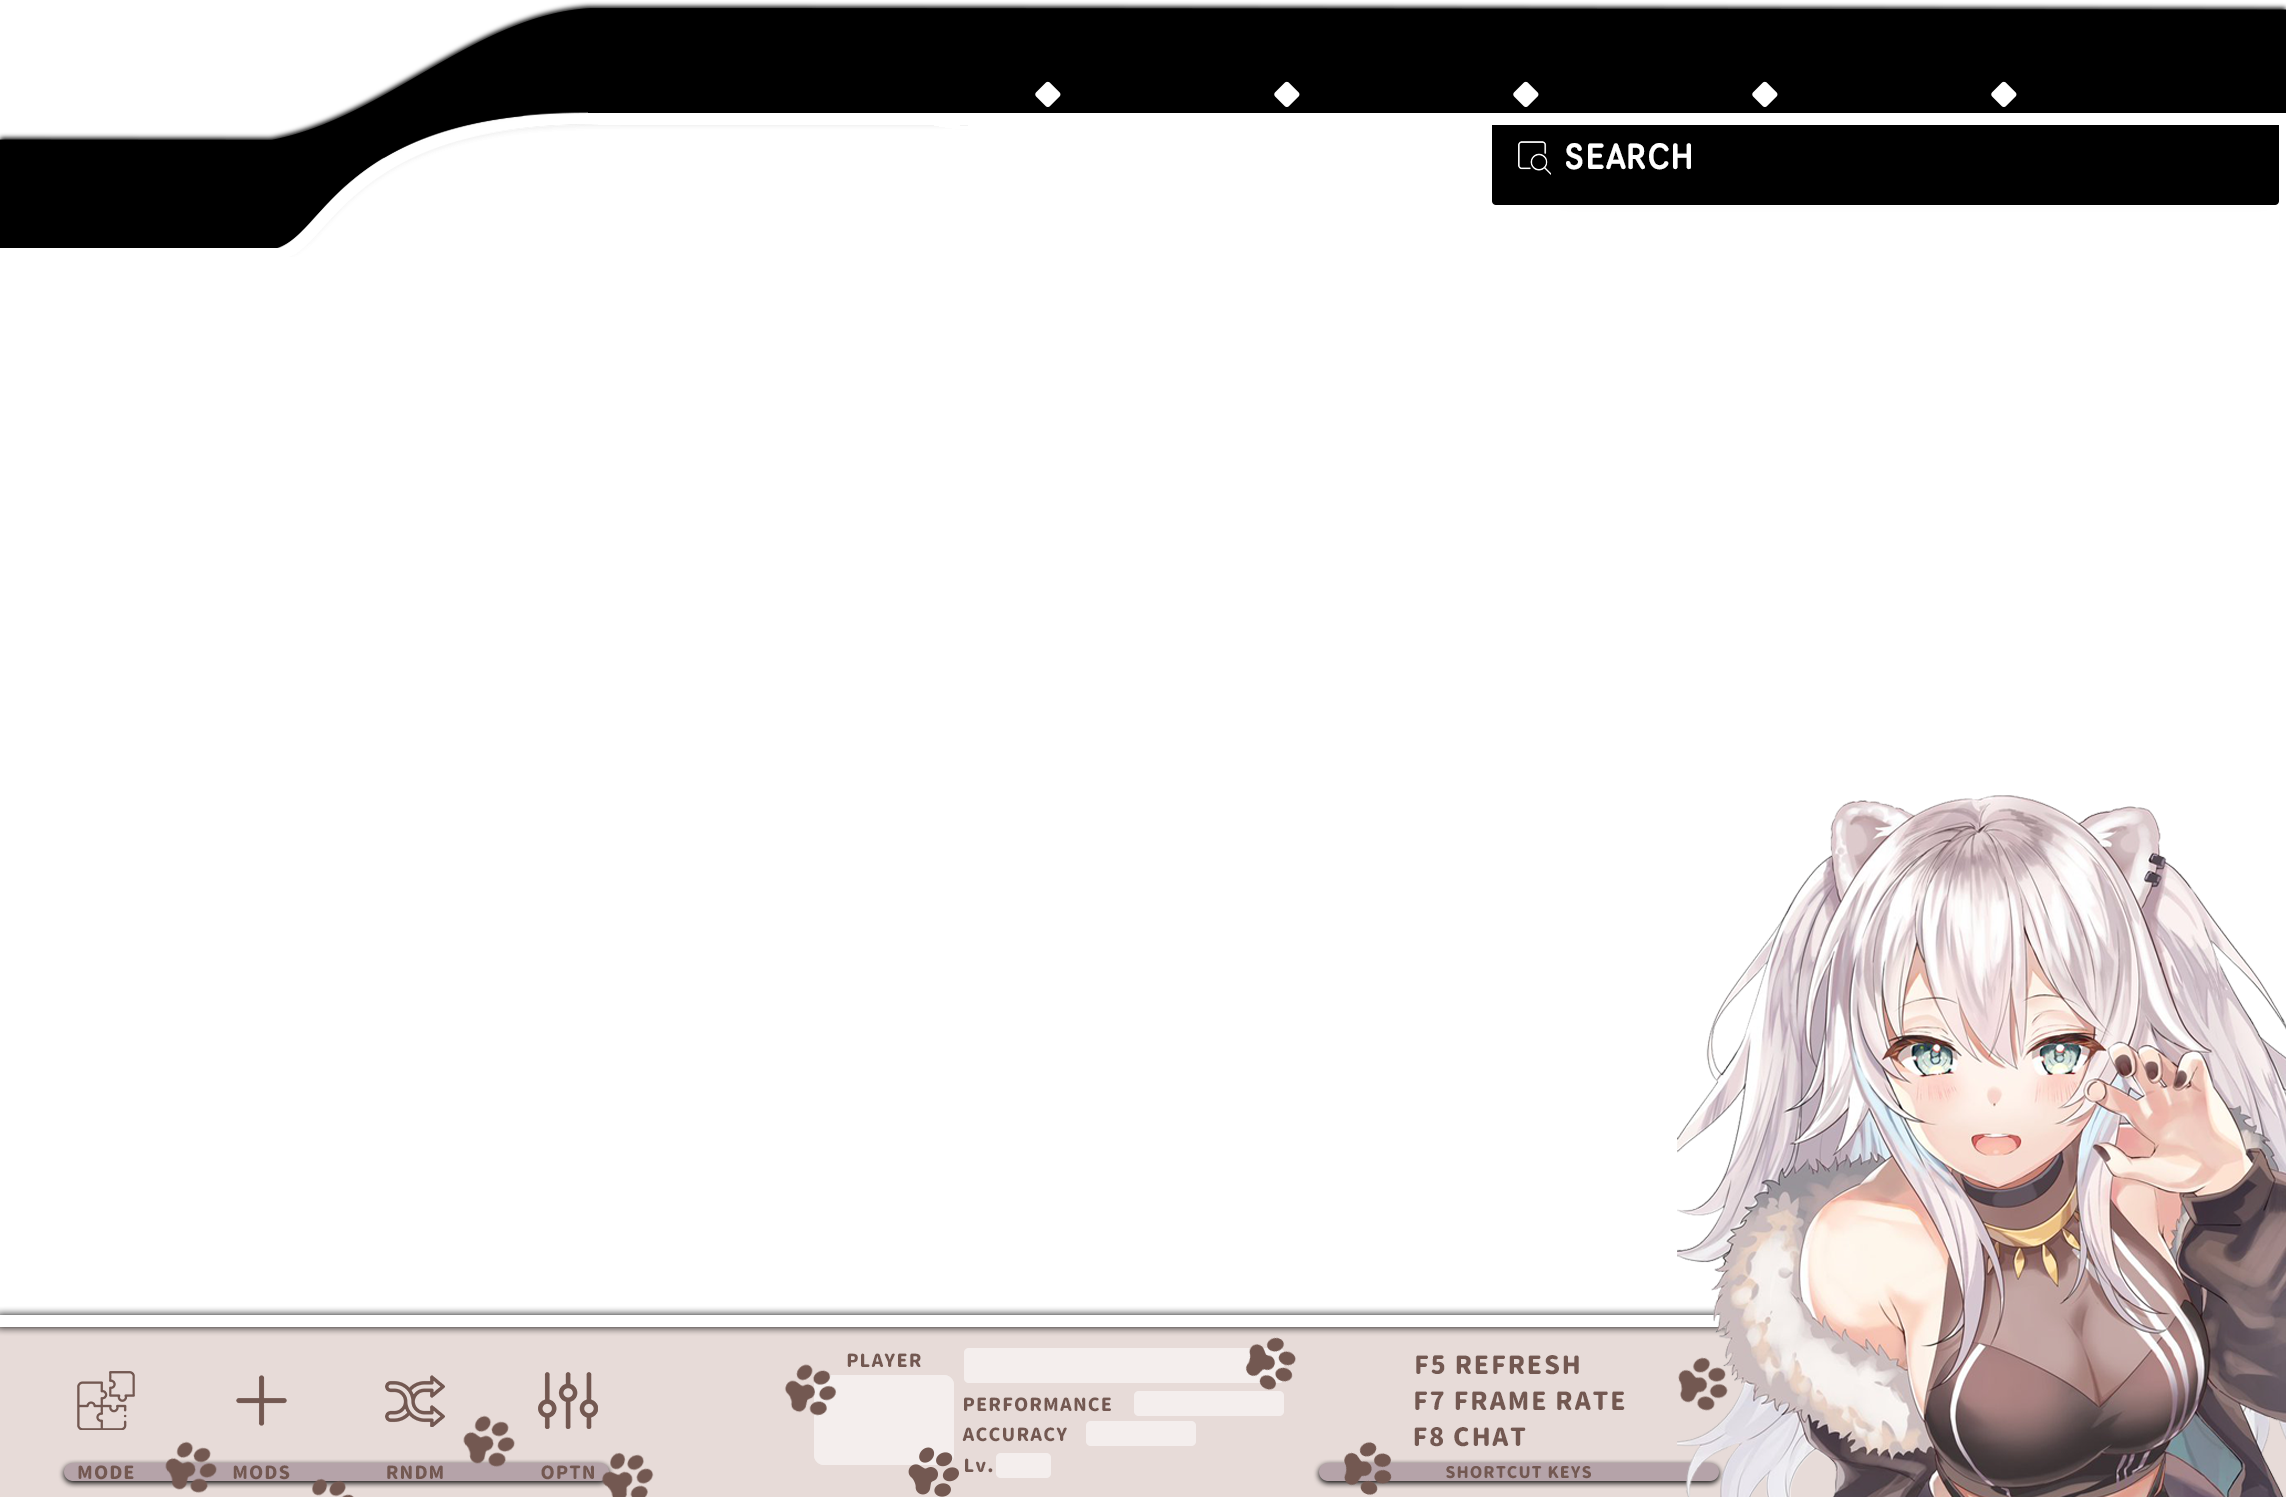 SEARCH
PLAYER
PERFORMANCE
ACCURACY
Lv.
F5 REFRESH
F7 FRAME RATE
F8 CHAT
MODE
MODS
RNDM
OPTN
SHORTCUT KEYS